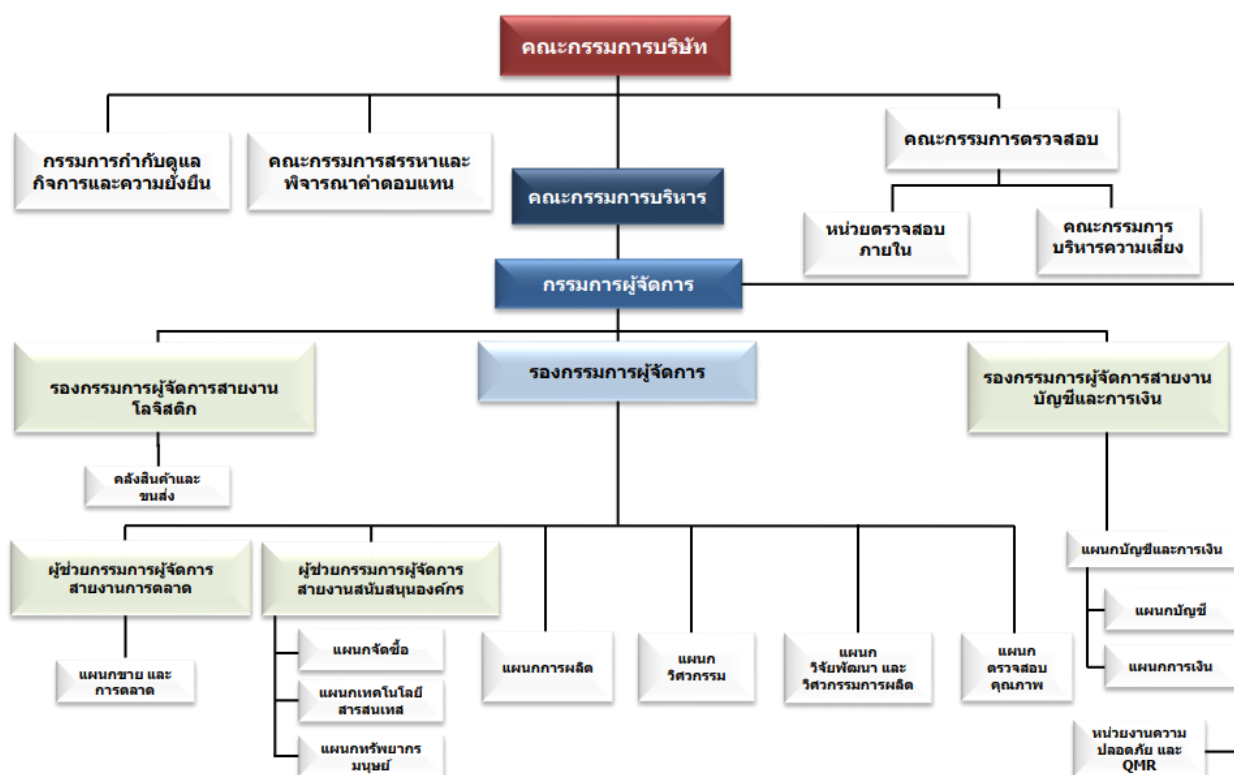 คณะกรรมการบริษัท
กรรมการกำกับดูแล
กิจการและความยั่งยืน
คณะกรรมการสรรหาและ
พิจารณาค่าตอบแทน
คณะกรรมการตรวจสอบ
คณะกรรมการบริหาร
หน่วยตรวจสอบ
ภายใน
คณะกรรมการ
บริหารความเสี่ยง
กรรมการผู้จัดการ
รองกรรมการผู้จัดการสายงาน
โลจิสติก
รองกรรมการผู้จัดการ
รองกรรมการผู้จัดการสายงาน
บัญชีและการเงิน
คลังสินค้าและ
ขนส่ง
ผู้ช่วยกรรมการผู้จัดการ
สายงานการตลาด
ผู้ช่วยกรรมการผู้จัดการ
สายงานสนับสนุนองค์กร
แผนกบัญชีและการเงิน
แผนกบัญชี
แผนกการเงิน
แผนกขาย และ
การตลาด
แผนกจัดซื้อ
แผนกเทคโนโลยี
สารสนเทศ
แผนกทรัพยากร
มนุษย์
แผนกการผลิต
แผนก
วิศวกรรม
แผนก
วิจัยพัฒนา และ
วิศวกรรมการผลิต
แผนก
ตรวจสอบ
คุณภาพ
หน่วยงานความ
ปลอดภัย และ
QMR